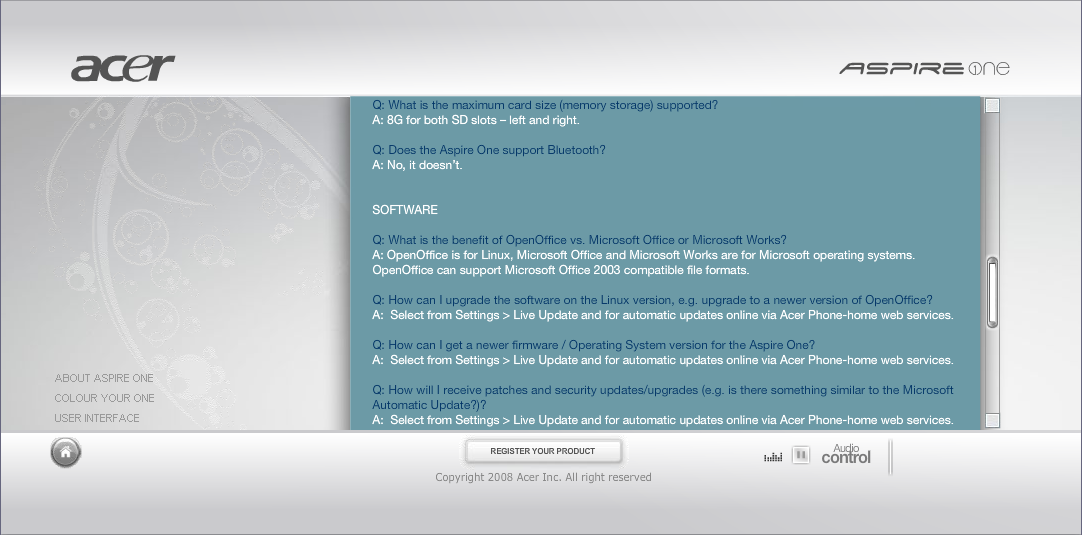 acer
ASPIRE one
Q: What is the maximum card size (memory storage) supported?
A: 8G for both SD slots – left and right.
Q: Does the Aspire One support Bluetooth?
A: No, it doesn't.
SOFTWARE
Q: What is the benefit of OpenOffice vs. Microsoft Office or Microsoft Works?
A: OpenOffice is for Linux, Microsoft Office and Microsoft Works are for Microsoft operating systems.
OpenOffice can support Microsoft Office 2003 compatible file formats.
Q: How can I upgrade the software on the Linux version, e.g. upgrade to a newer version of OpenOffice?
A:  Select from Settings > Live Update and for automatic updates online via Acer Phone-home web services.
Q: How can I get a newer firmware / Operating System version for the Aspire One?
A:  Select from Settings > Live Update and for automatic updates online via Acer Phone-home web services.
Q: How will I receive patches and security updates/upgrades (e.g. is there something similar to the Microsoft
Automatic Update?)?
A:  Select from Settings > Live Update and for automatic updates online via Acer Phone-home web services.
ABOUT ASPIRE ONE
COLOUR YOUR ONE
USER INTERFACE
REGISTER YOUR PRODUCT
Audio
control
Copyright 2008 Acer Inc. All right reserved